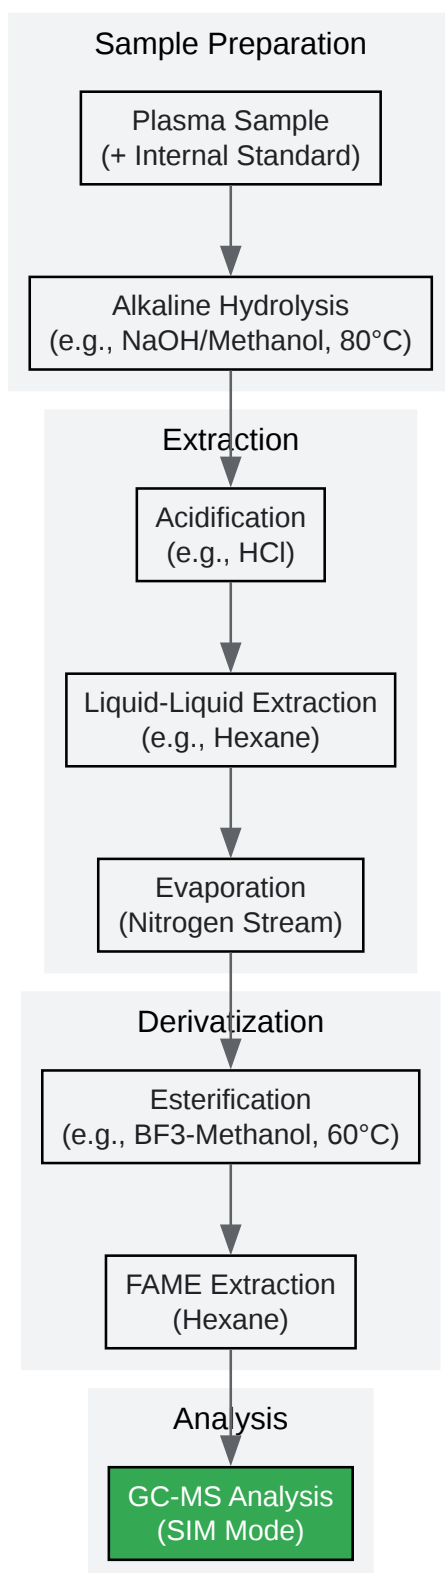 Sample Preparation
Plasma Sample
(+ Internal Standard)
Alkaline Hydrolysis
(e.g., NaOH/Methanol, 80°C)
Extraction
Acidification
(e.g., HCl)
Liquid-Liquid Extraction
(e.g., Hexane)
Evaporation
(Nitrogen Stream)
Derivatization
Esterification
(e.g., BF3-Methanol, 60°C)
FAME Extraction
(Hexane)
Analysis
GC-MS Analysis
(SIM Mode)